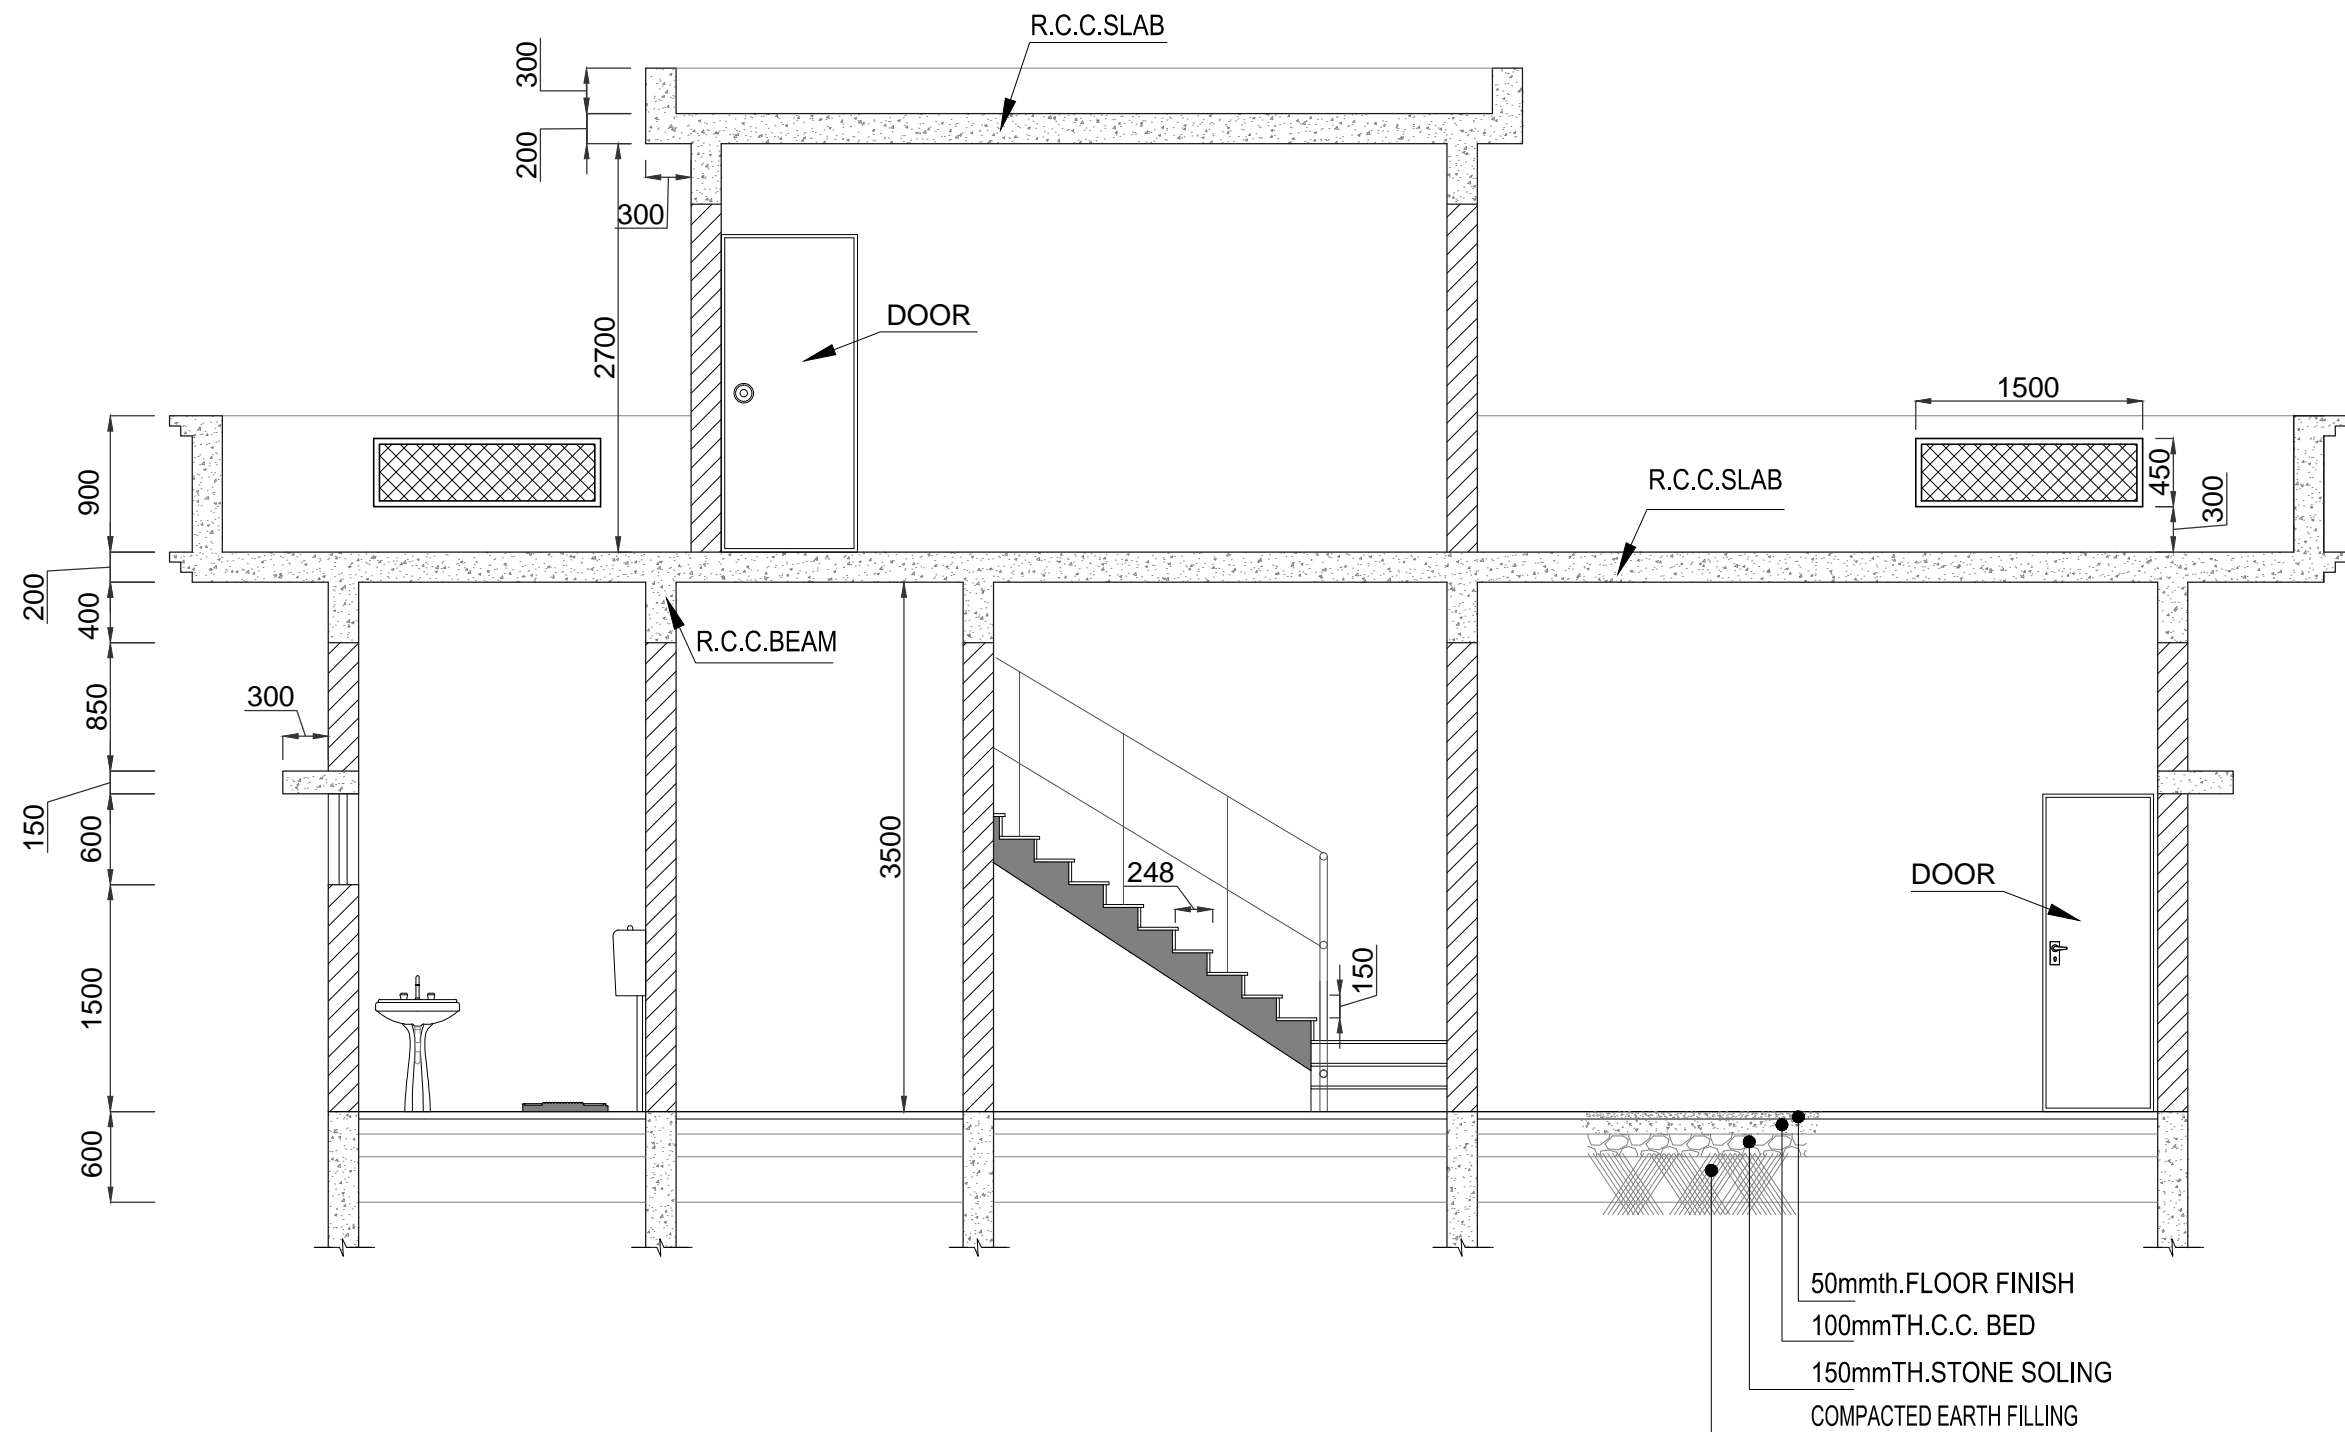 R.C.C.SLAB
300
200
300
2700
DOOR
1500
450
300
R.C.C.SLAB
900
200
400
R.C.C.BEAM
850
300
150
600
3500
248
150
DOOR
1500
600
50mmth.FLOOR FINISH
100mmTH.C.C. BED
150mmTH.STONE SOLING
COMPACTED EARTH FILLING